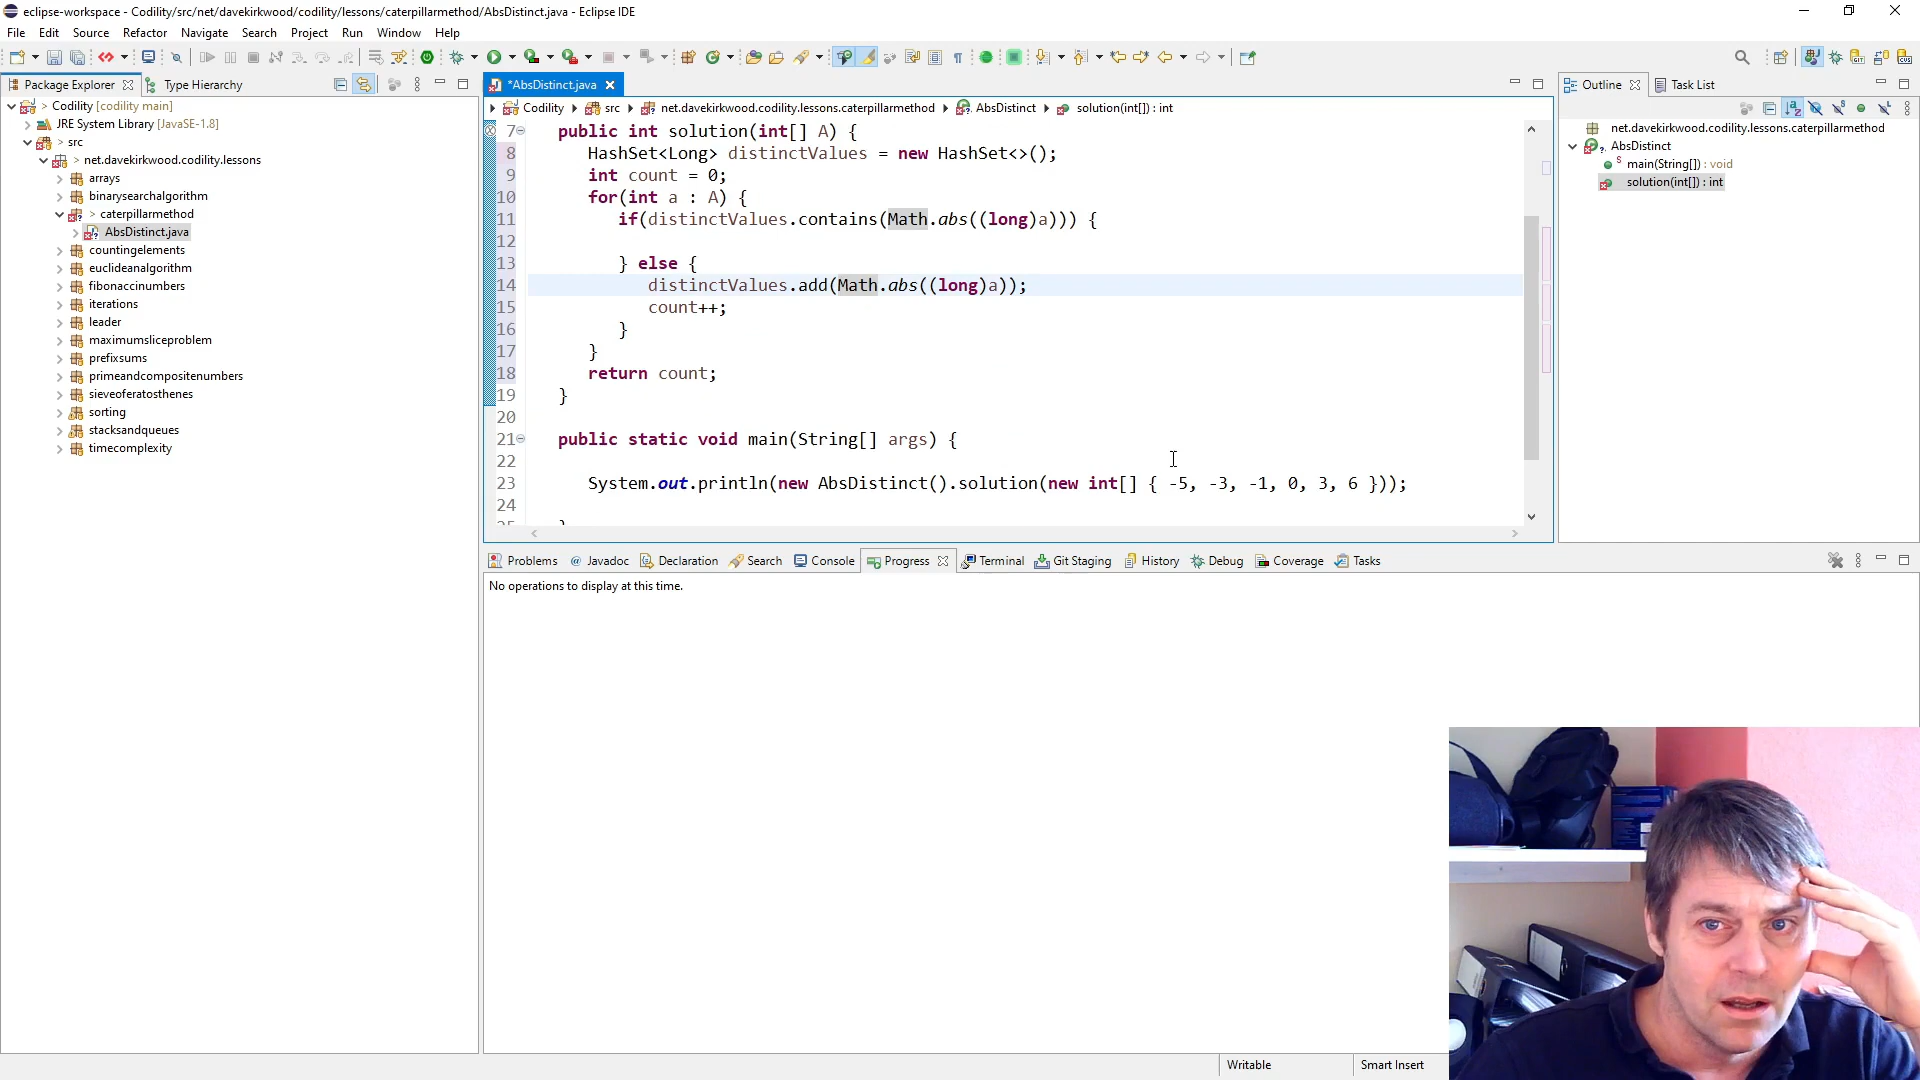 eclipse-workspace - Codility/src/net/davekirkwood/codility/lessons/caterpillarmethod/AbsDistinct.java - Eclipse IDE
File Edit Source Refactor Navigate Search Project Run Window Help
Package Explorer Type Hierarchy
> Codility [codility main]
JRE System Library [JavaSE-1.8]
> src
> net.davekirkwood.codility.lessons
arrays
binarysearchalgorithm
> caterpillarmethod
AbsDistinct.java
countingelements
euclideanalgorithm
fibonaccinumbers
iterations
leader
maximumsliceproblem
prefixsums
primeandcompositenumbers
sieveoferatosthenes
sorting
stacksandqueues
timecomplexity
*AbsDistinct.java
Codility src net.davekirkwood.codility.lessons.caterpillarmethod AbsDistinct solution(int[]) : int
7 public int solution(int[] A) {
8 HashSet<Long> distinctValues = new HashSet<>();
9 int count = 0;
10 for(int a : A) {
11 if(distinctValues.contains(Math.abs((long)a))) {
12
13 } else {
14 distinctValues.add(Math.abs((long)a));
15 count++;
16 }
17 }
18 return count;
19 }
20
21 public static void main(String[] args) {
22
23 System.out.println(new AbsDistinct().solution(new int[] { -5, -3, -1, 0, 3, 6 }));
24
Outline Task List
net.davekirkwood.codility.lessons.caterpillarmethod
AbsDistinct
main(String[]) : void
solution(int[]) : int
Problems Javadoc Declaration Search Console Progress Terminal Git Staging History Debug Coverage Tasks
No operations to display at this time.
Writable Smart Insert